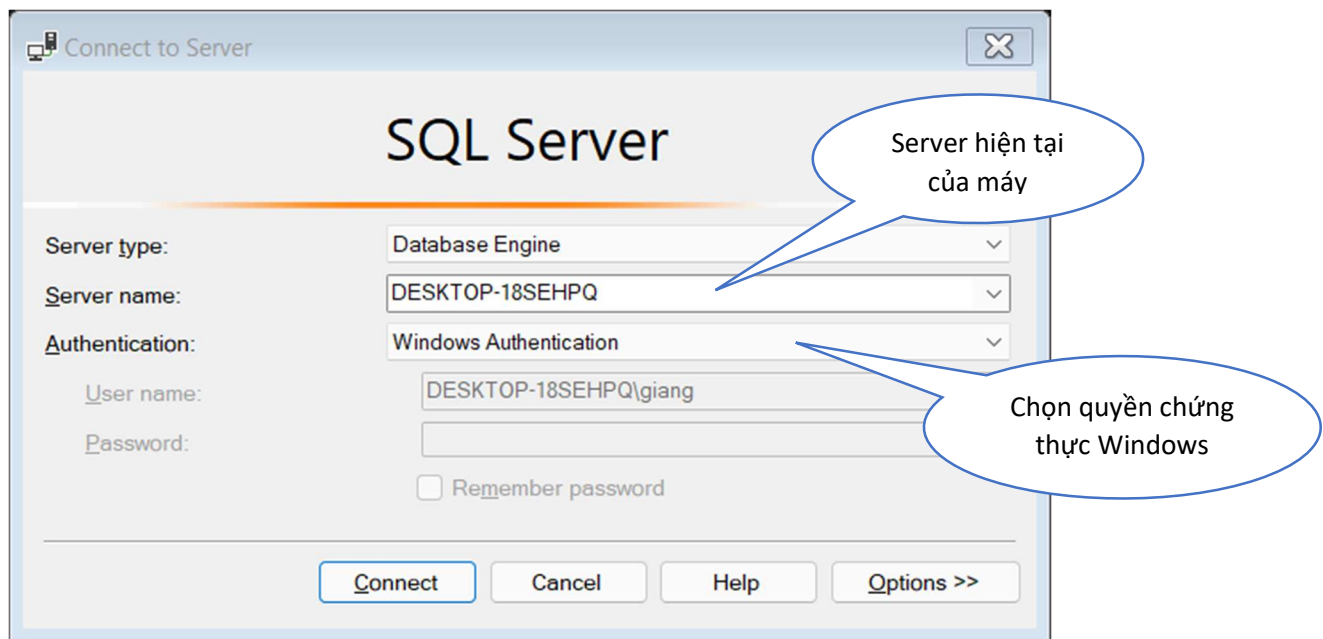 Connect to Server
SQL Server
Server hiện tại
của máy
Server type:
Database Engine
Server name:
DESKTOP-18SEHPQ
Authentication:
Windows Authentication
User name:
DESKTOP-18SEHPQ\giang
Chọn quyền chứng
thực Windows
Password:
Remember password
Connect
Cancel
Help
Options >>